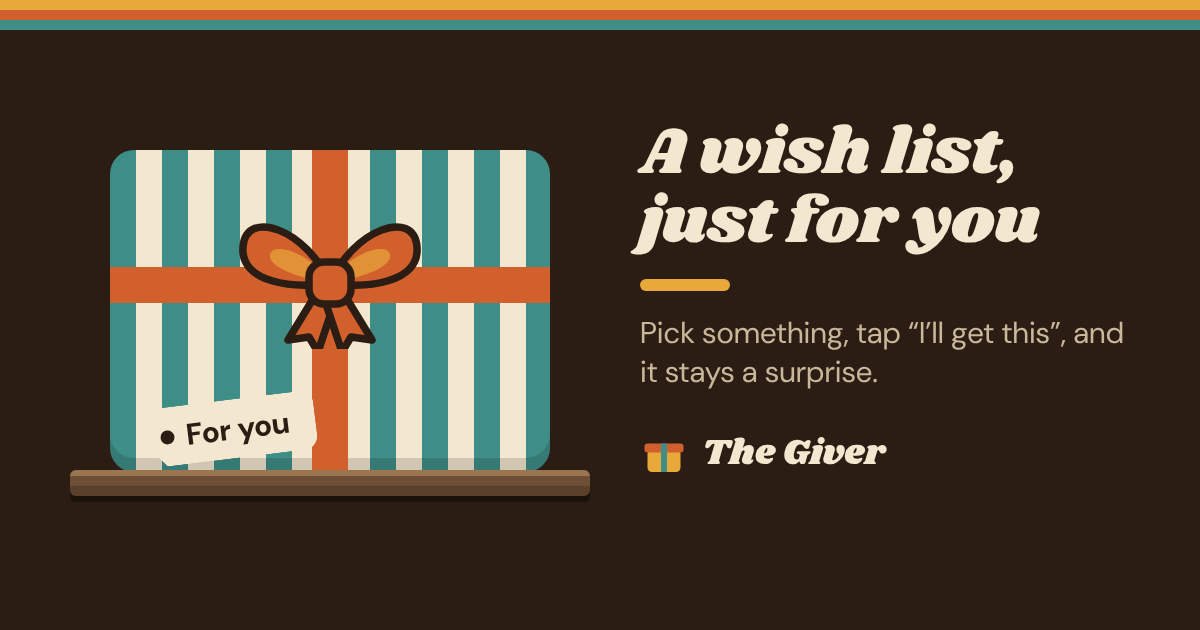 A wish list,
just for you
Pick something, tap “I’ll get this”, and
it stays a surprise.
The Giver
For you